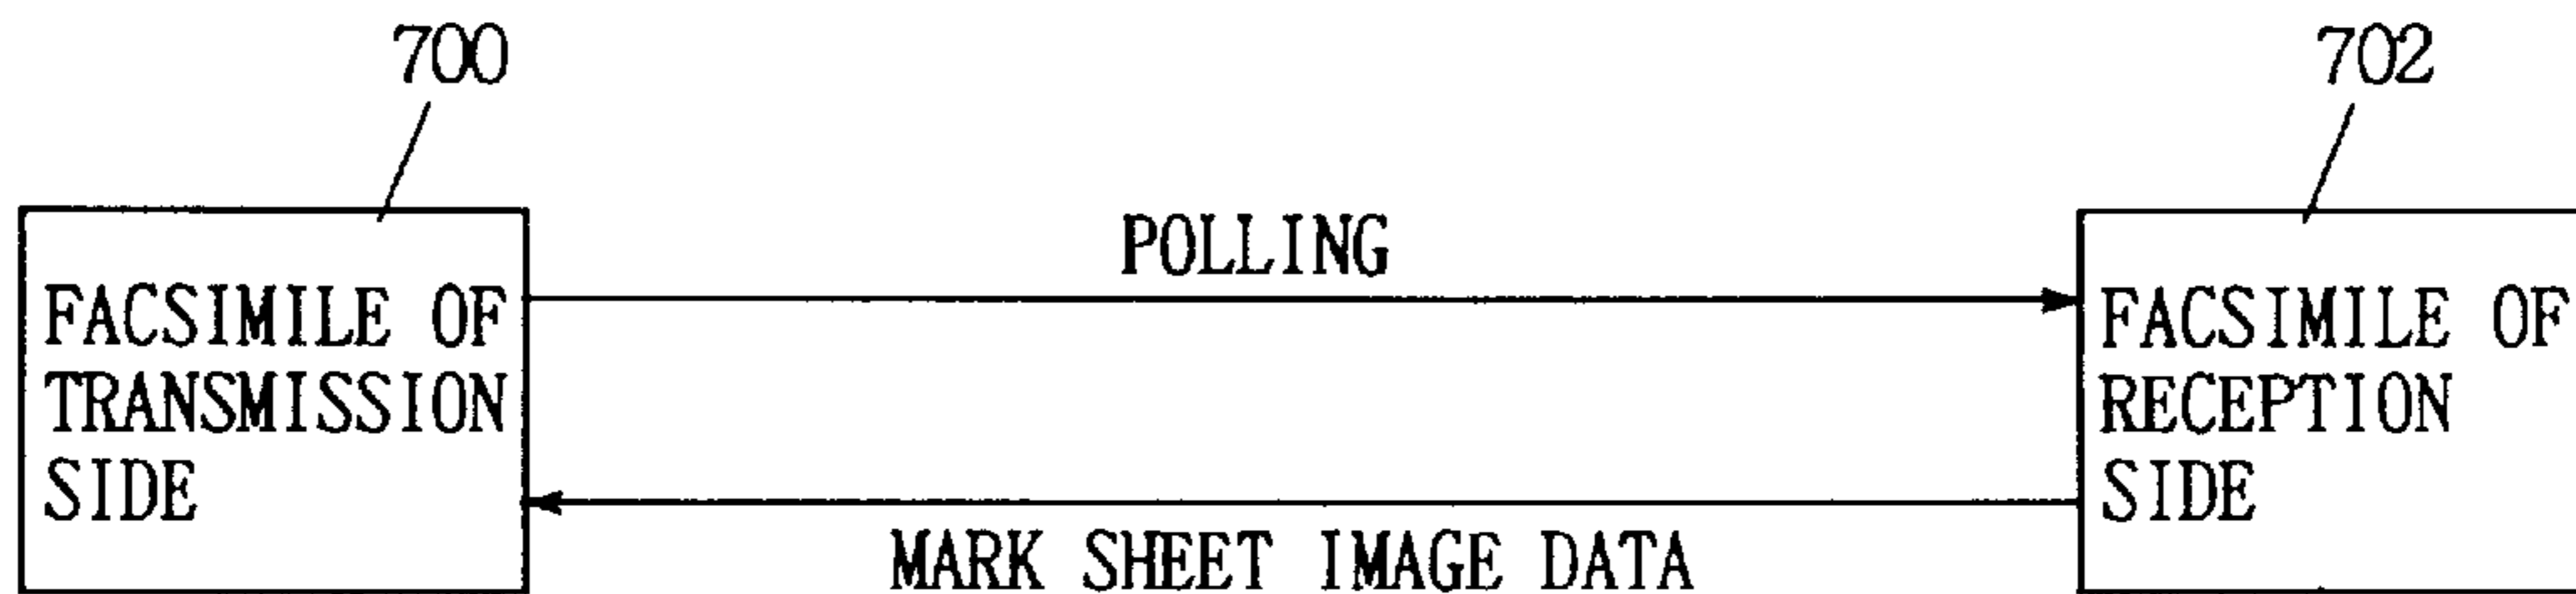 700
702
POLLING
FACSIMILE OF
TRANSMISSION
SIDE
FACSIMILE OF
RECEPTION
SIDE
MARK SHEET IMAGE DATA